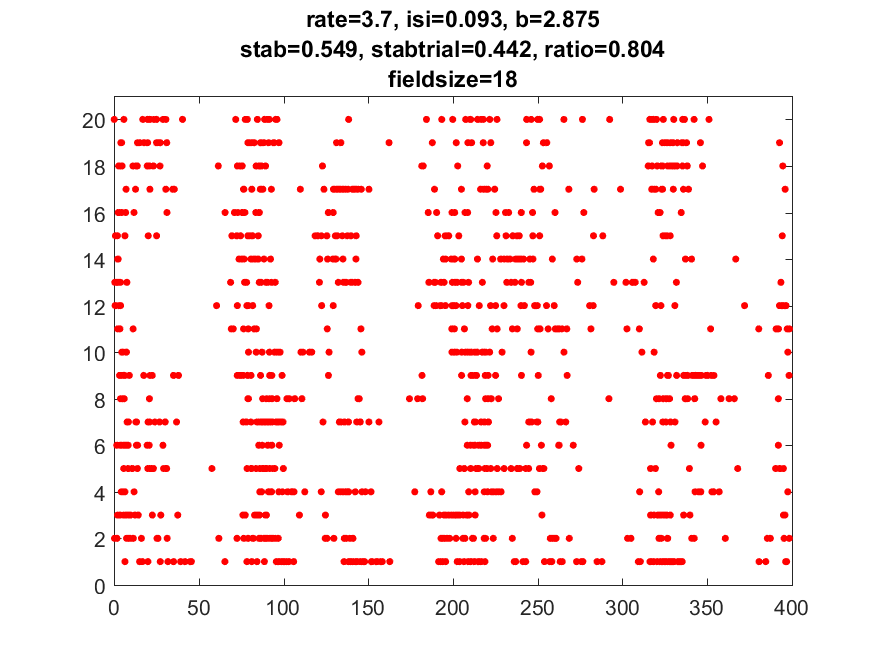 rate=3.7, isi=0.093, b=2.875
stab=0.549, stabtrial=0.442, ratio=0.804
fieldsize=18
20
18
16
14
12
10
8
6
4
2
0
0 50 100 150 200 250 300 350 400